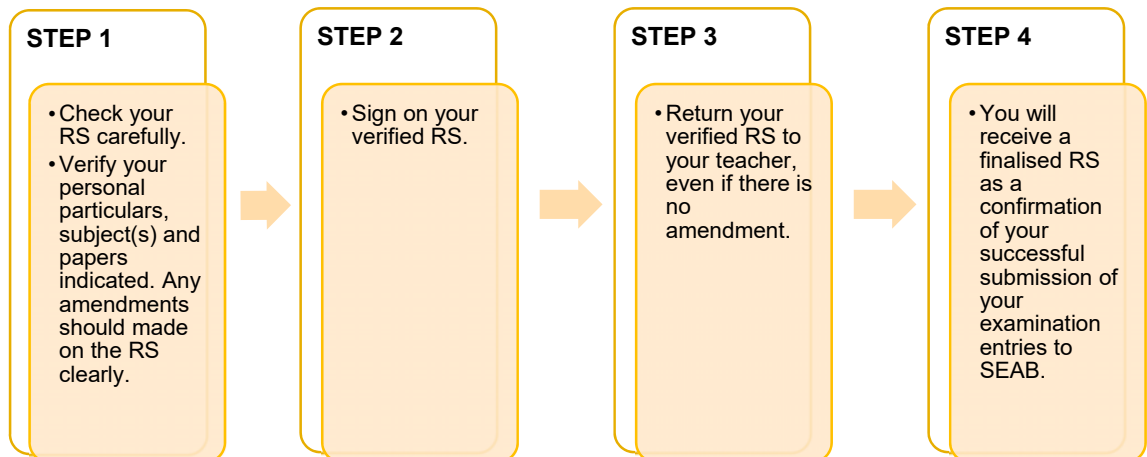 STEP 1
• Check your
RS carefully.
• Verify your
personal
particulars,
subject(s) and
papers
indicated. Any
amendments
should made
on the RS
clearly.
STEP 2
• Sign on your
verified RS.
STEP 3
• Return your
verified RS to
your teacher,
even if there is
no
amendment.
STEP 4
• You will
receive a
finalised RS
as a
confirmation
of your
successful
submission of
your
examination
entries to
SEAB.